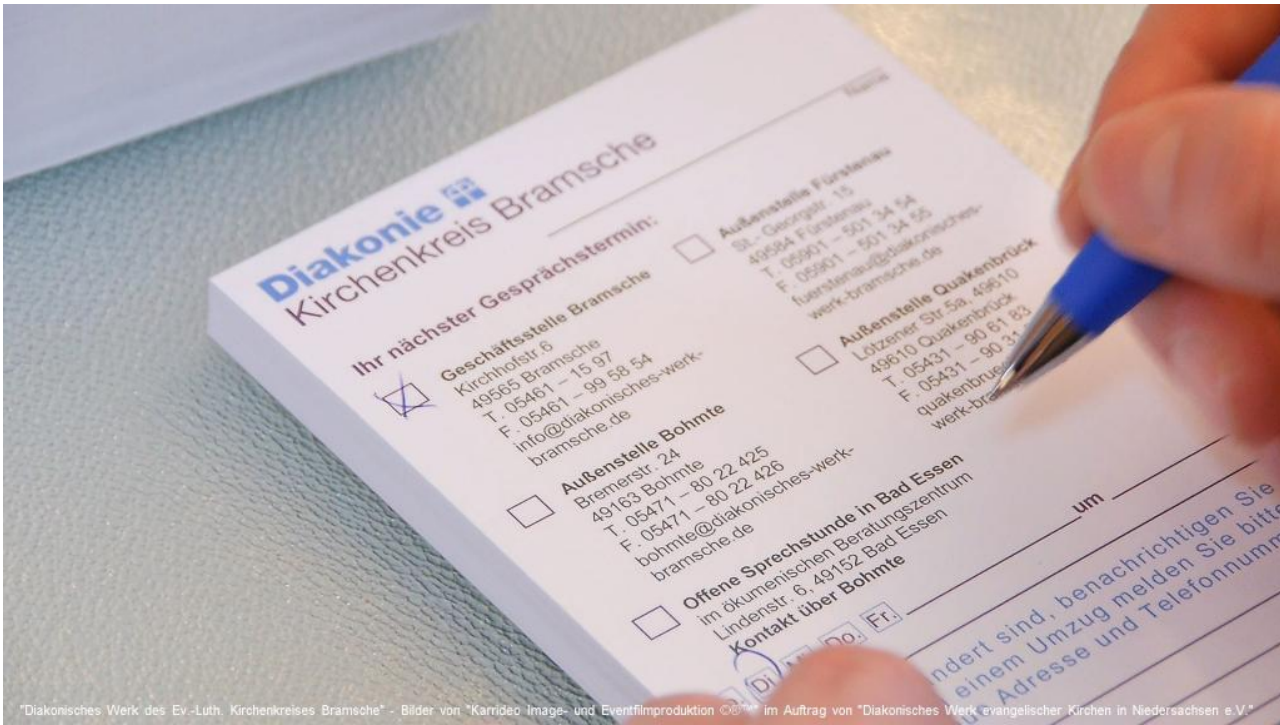 Diakonie
Kirchenkreis Bramsche
Name
Ihr nächster Gesprächstermin:
Geschäftsstelle Bramsche
Kirchhofstr.6
49565 Bramsche
T. 05461 – 15 97
F. 05461 – 99 58 54
info@diakonisches-werk-
bramsche.de
Außenstelle Bohmte
Bremerstr. 24
49163 Bohmte
T. 05471 – 80 22 425
F. 05471 – 80 22 426
bohmte@diakonisches-werk-
bramsche.de
Offene Sprechstunde in Bad Essen
im ökumenischen Beratungszentrum
Lindenstr. 6, 49152 Bad Essen
Kontakt über Bohmte
Außenstelle Fürstenau
St.- Georgstr. 15
49584 Fürstenau
T. 05901 – 501 34 54
F. 05901 – 501 34 55
fuerstenau@diakonisches-
werk-bramsche.de
Außenstelle Quakenbrück
Lötzener Str.5a, 49610
49610 Quakenbrück
T. 05431 – 90 61 83
F. 05431 – 90 31
Di Do. Fr.
um
sind, benachrichtigen Sie
einem Umzug melden Sie bitte
Adresse und
"Diakonisches Werk des Ev.-Luth. Kirchenkreises Bramsche" - Bilder von "Karrideo Image- und Eventfilmproduktion ©®™" im Auftrag von "Diakonisches Werk evangelischer Kirchen in Niedersachsen e.V."